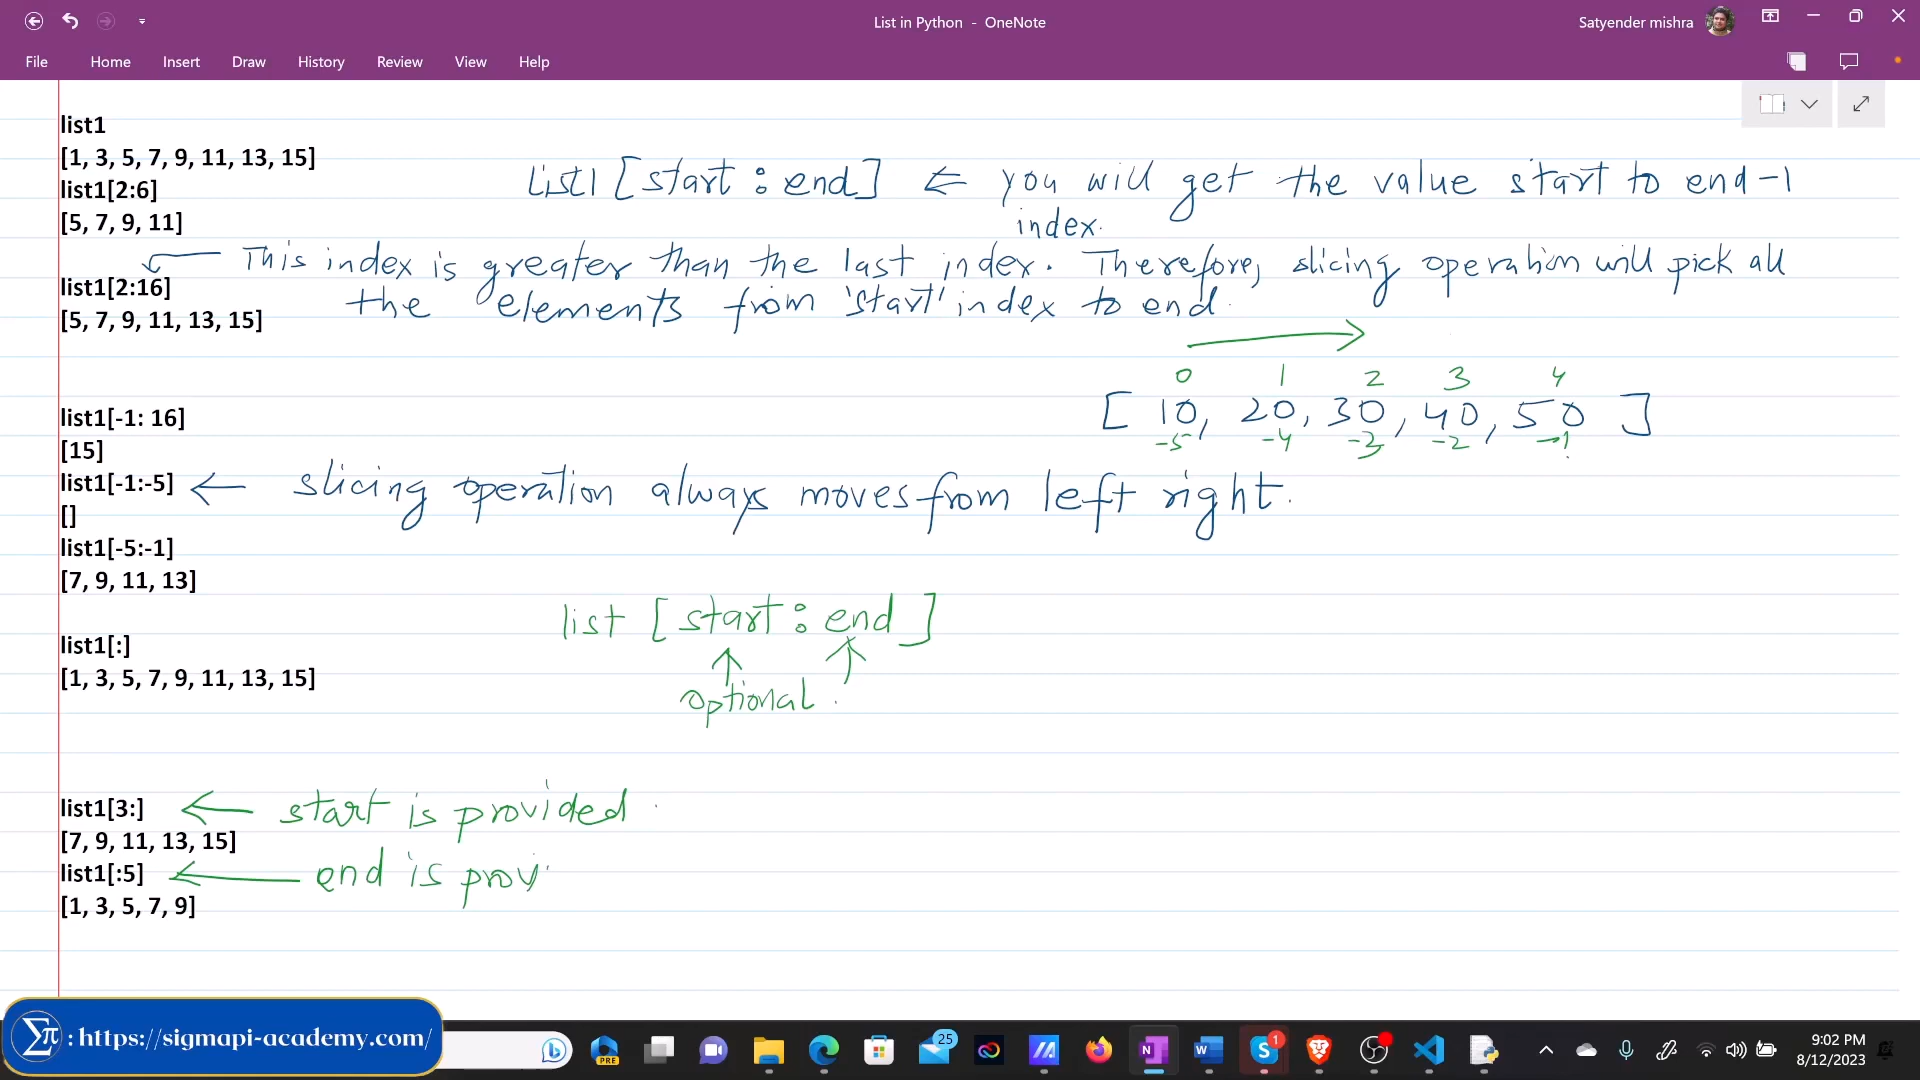 List in Python - OneNote
Satyender mishra
File Home Insert Draw History Review View Help
list1
[1, 3, 5, 7, 9, 11, 13, 15]
list1[2:6]
[5, 7, 9, 11]
List1 [start : end] ← you will get the value start to end-1
index.
← This index is greater than the last index. Therefore, slicing operation will pick all
the elements from 'start' index to end.
list1[2:16]
[5, 7, 9, 11, 13, 15]
0 1 2 3 4
[ 10, 20, 30, 40, 50 ]
-5 -4 -3 -2 -1
list1[-1: 16]
[15]
list1[-1:-5] ← slicing operation always moves from left right.
[]
list1[-5:-1]
[7, 9, 11, 13]
list [start : end]
optional.
list1[:]
[1, 3, 5, 7, 9, 11, 13, 15]
list1[3:] ← start is provided
[7, 9, 11, 13, 15]
list1[:5] ← end is provi
[1, 3, 5, 7, 9]
Σπ : https://sigmapi-academy.com/
PRE
25
N
W
S
1
9:02 PM
8/12/2023